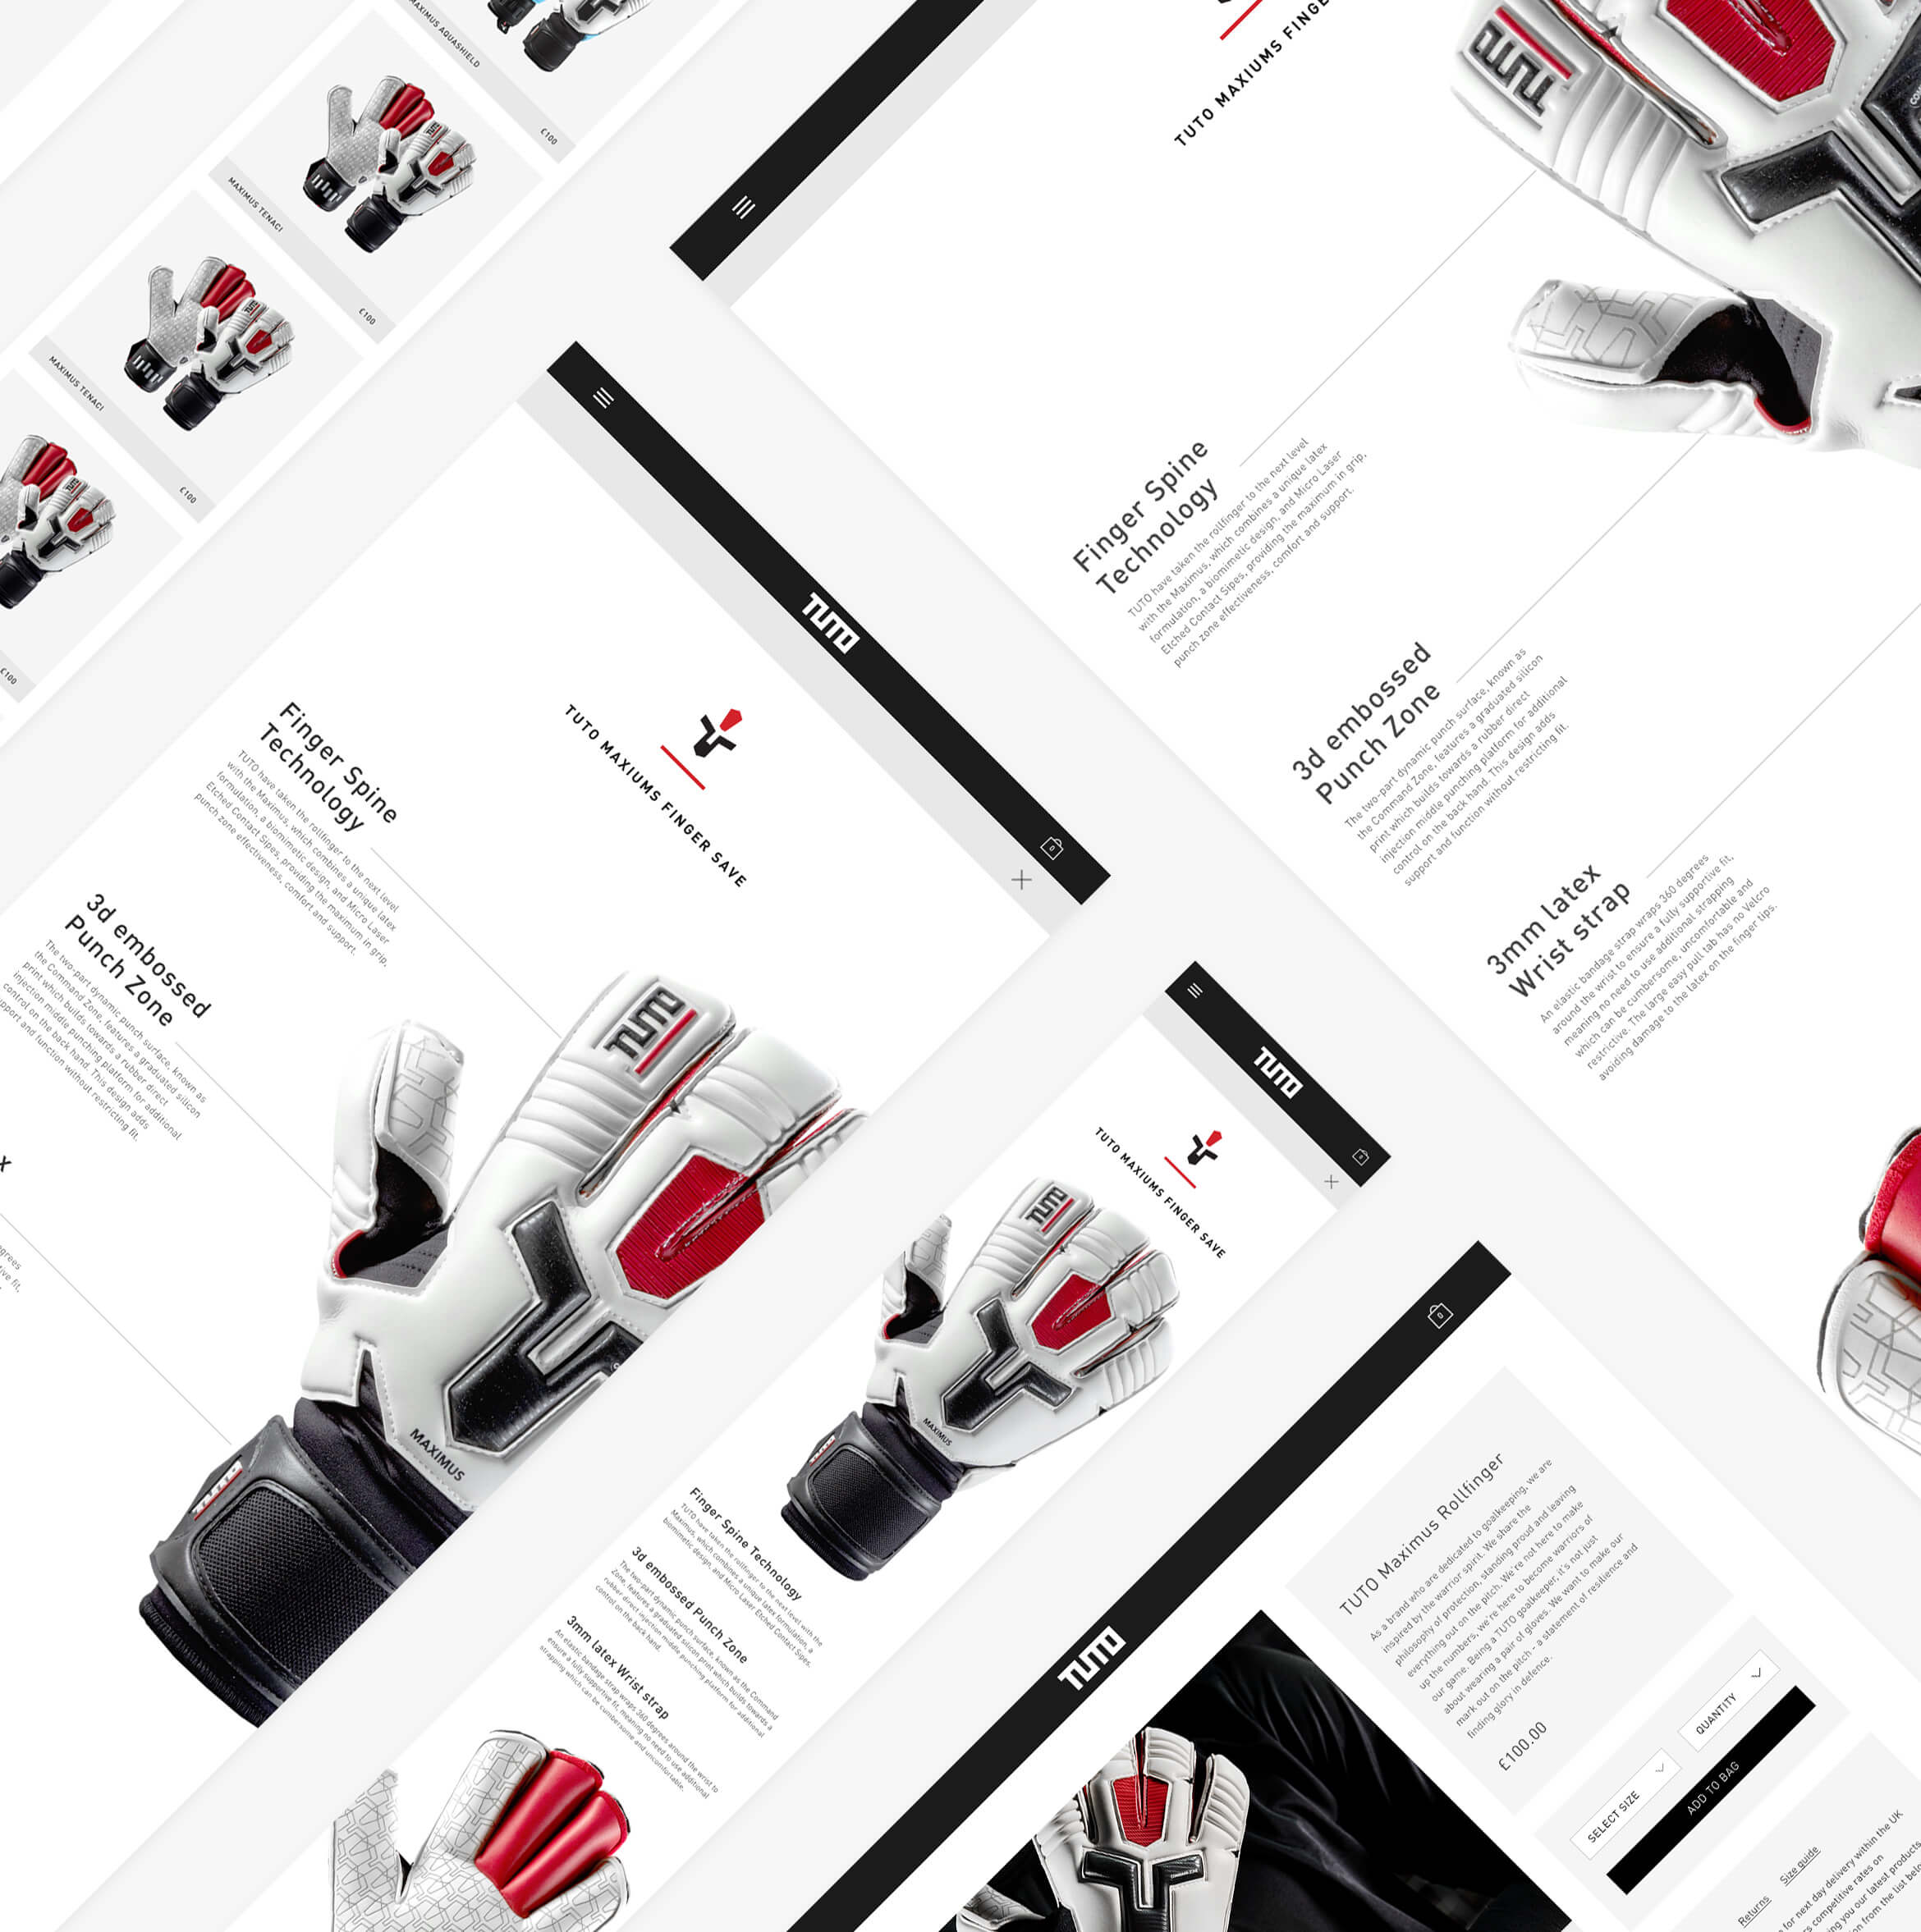 MAXIMUS AQUASHIELD
£100
MAXIMUS TENACI
£100
MAXIMUS TENACI
£100
£100
TUTO MAXIUMS FINGE
TUTO
Finger Spine
Technology
TUTO have taken the rollfinger to the next level
with the Maximus, which combines a unique latex
formulation, a biomimetic design, and Micro Laser
Etched Contact Sipes, providing the maximum in grip,
punch zone effectiveness, comfort and support.
3d embossed
Punch Zone
The two-part dynamic punch surface, known as
the Command Zone, features a graduated silicon
print which builds towards a rubber direct
injection middle punching platform for additional
control on the back hand. This design adds
support and function without restricting fit.
3mm latex
Wrist strap
An elastic bandage strap wraps 360 degrees
around the wrist to ensure a fully supportive fit,
meaning no need to use additional strapping
which can be cumbersome, uncomfortable and
restrictive. The large easy pull tab has no Velcro
avoiding damage to the latex on the finger tips.
TUTO
0
TUTO MAXIUMS FINGER SAVE
Finger Spine
Technology
TUTO have taken the rollfinger to the next level
with the Maximus, which combines a unique latex
formulation, a biomimetic design, and Micro Laser
Etched Contact Sipes, providing the maximum in grip,
punch zone effectiveness, comfort and support.
3d embossed
Punch Zone
The two-part dynamic punch surface, known as
the Command Zone, features a graduated silicon
print which builds towards a rubber direct
injection middle punching platform for additional
control on the back hand. This design adds
pport and function without restricting fit.
x
grees
ive fit,
TUTO
MAXIMUS
TUTO
TUTO
0
TUTO MAXIUMS FINGER SAVE
TUTO
MAXIMUS
TUTO
Finger Spine Technology
TUTO have taken the rollfinger to the next level with the
Maximus, which combines a unique latex formulation, a
biomimetic design, and Micro Laser Etched Contact Sipes.
3d embossed Punch Zone
The two-part dynamic punch surface, known as the Command
Zone, features a graduated silicon print which builds towards a
rubber direct injection middle punching platform for additional
control on the back hand.
3mm latex Wrist strap
An elastic bandage strap wraps 360 degrees around the wrist to
ensure a fully supportive fit, meaning no need to use additional
strapping which can be cumbersome and uncomfortable.
TUTO
0
TUTO Maximus Rollfinger
As a brand who are dedicated to goalkeeping, we are
inspired by the warrior spirit. We share the
philosophy of protection, standing proud and leaving
everything out on the pitch. We're not here to make
up the numbers, we're here to become warriors of
our game. Being a TUTO goalkeeper, it's not just
about wearing a pair of gloves. We want to make our
mark out on the pitch – a statement of resilience and
finding glory in defence.
£100.00
SELECT SIZE
QUANTITY
ADD TO BAG
Returns
Size guide
for next day delivery within the UK
s competitive rates on
ing you our latest products
on from the list belo